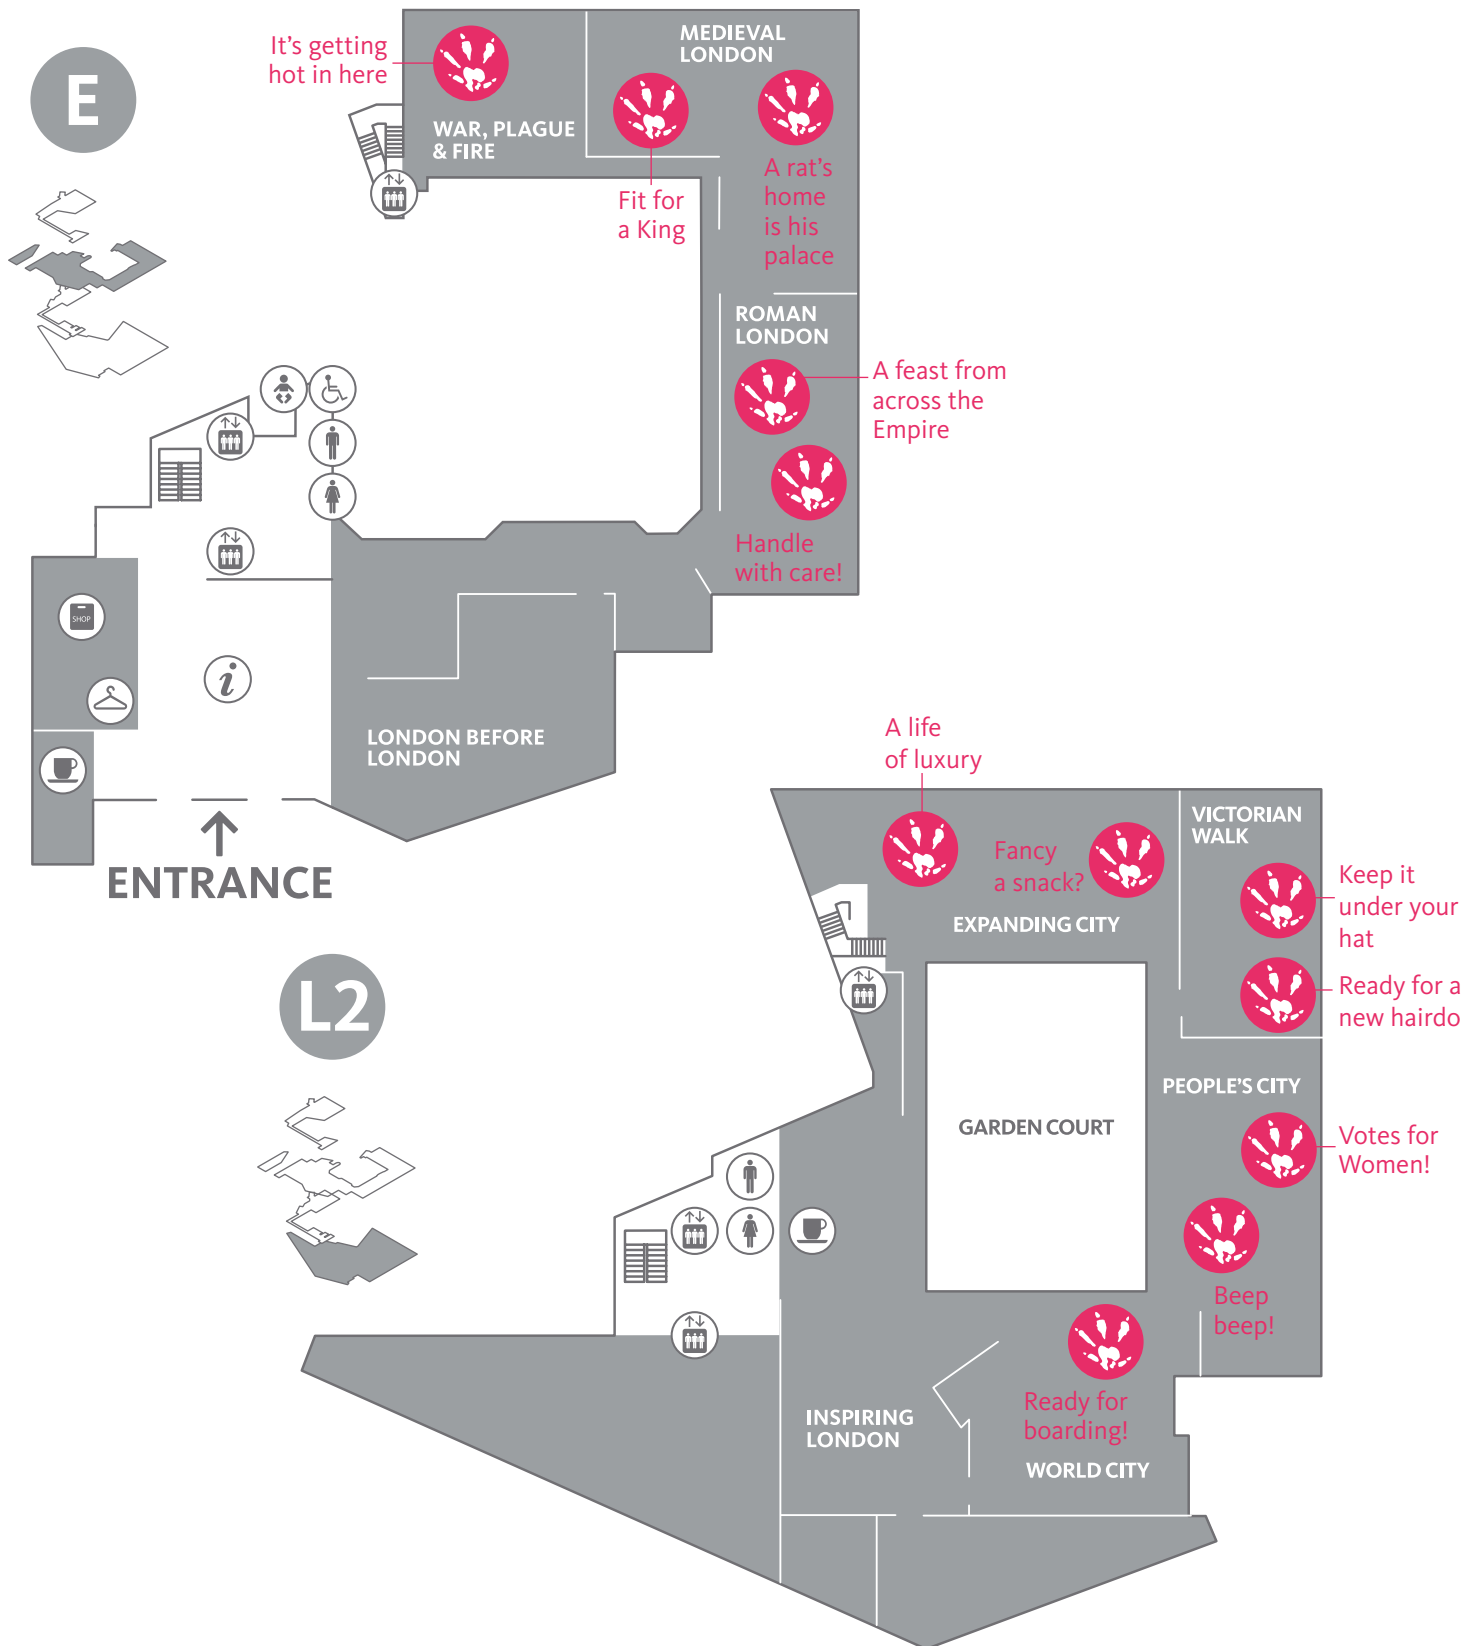 E
It's getting
hot in here
WAR, PLAGUE
& FIRE
MEDIEVAL
LONDON
Fit for
a King
A rat's
home
is his
palace
ROMAN
LONDON
A feast from
across the
Empire
Handle
with care!
SHOP
i
LONDON BEFORE
LONDON
ENTRANCE
L2
A life
of luxury
Fancy
a snack?
EXPANDING CITY
VICTORIAN
WALK
Keep it
under your
hat
Ready for a
new hairdo
GARDEN COURT
PEOPLE'S CITY
Votes for
Women!
Beep
beep!
Ready for
boarding!
INSPIRING
LONDON
WORLD CITY